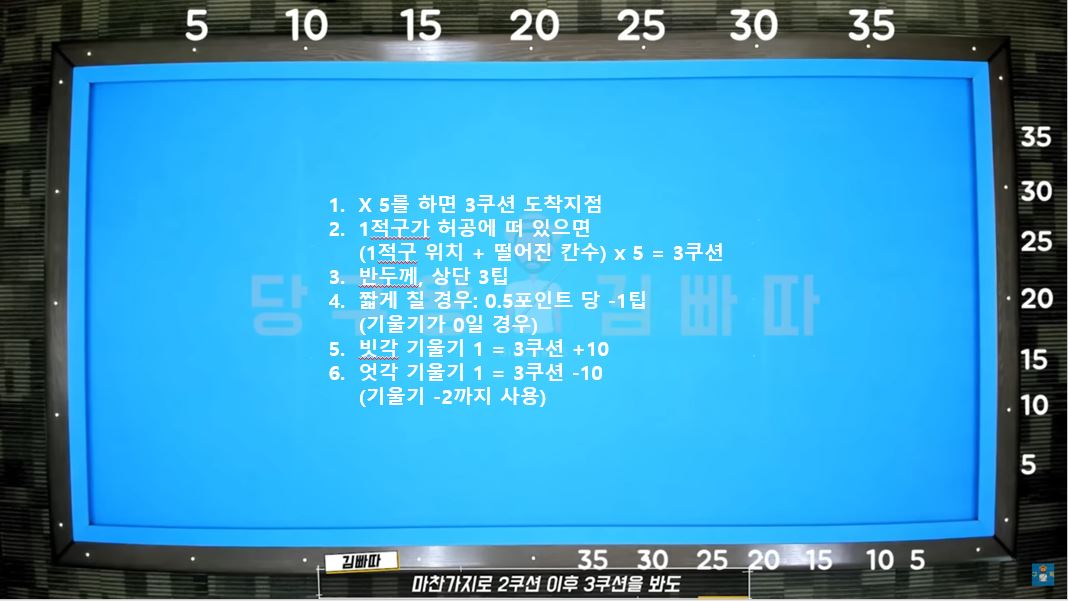 5 10 15 20 25 30 35
35
30
25
20
15
10
5
1. X 5를 하면 3쿠션 도착지점
2. 1적구가 허공에 떠 있으면
(1적구 위치 + 떨어진 칸수) x 5 = 3쿠션
3. 반두께, 상단 3팁
4. 짧게 칠 경우: 0.5포인트 당 -1팁
(기울기가 0일 경우)
5. 빗각 기울기 1 = 3쿠션 +10
6. 엇각 기울기 1 = 3쿠션 -10
(기울기 -2까지 사용)
김빠따
35 30 25 20 15 10 5
김빠따
마찬가지로 2쿠션 이후 3쿠션을 봐도